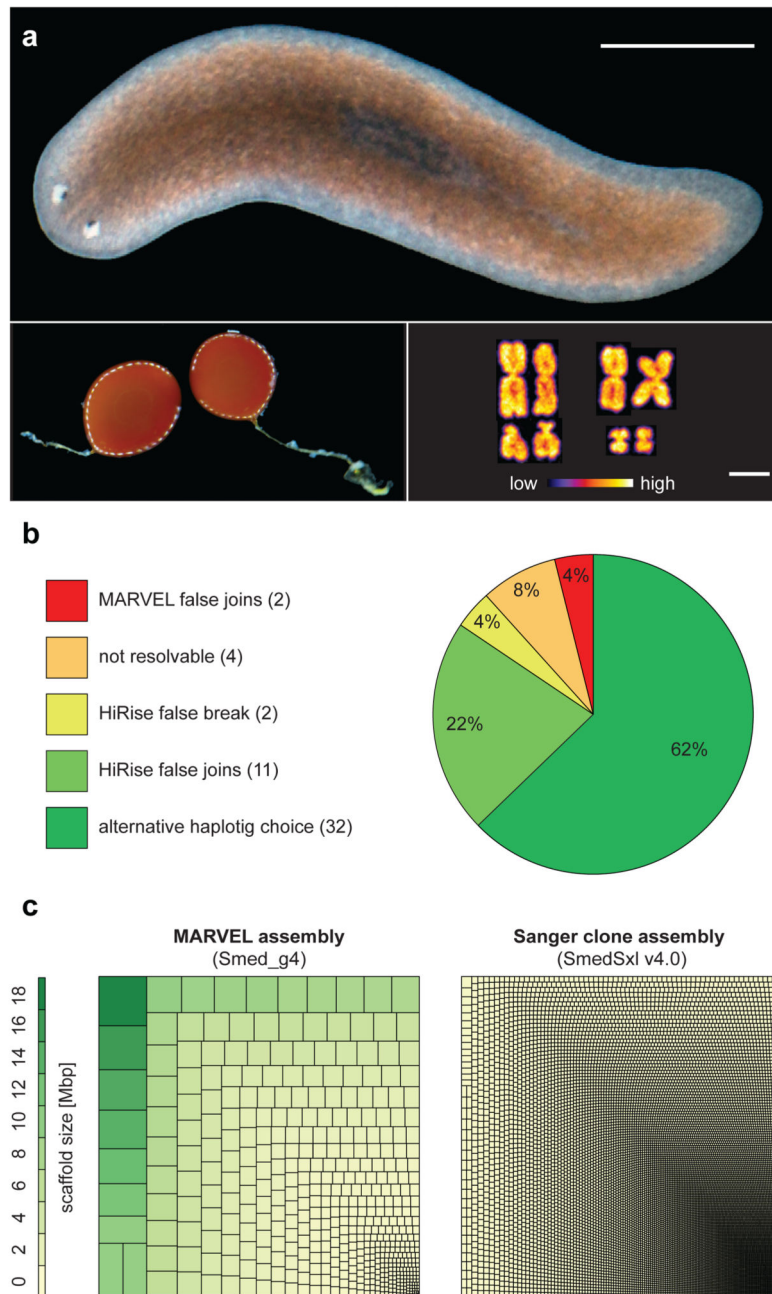 a
low high
b
MARVEL false joins (2)
not resolvable (4)
HiRise false break (2)
HiRise false joins (11)
alternative haplotig choice (32)
4%
8%
4%
22%
62%
c
MARVEL assembly
(Smed_g4)
Sanger clone assembly
(SmedSxl v4.0)
scaffold size [Mbp]
18
16
14
12
10
8
6
4
2
0